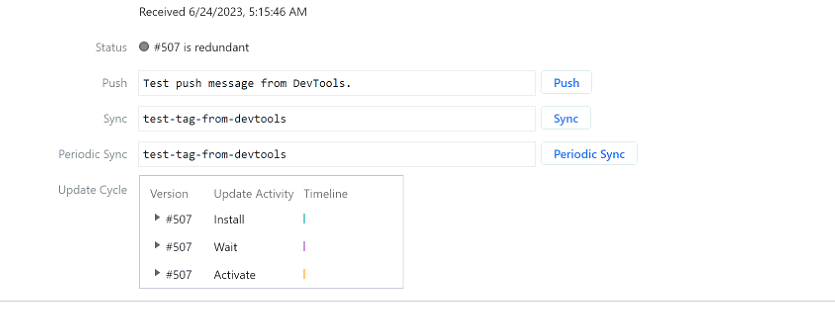 Received 6/24/2023, 5:15:46 AM
Status #507 is redundant
Push Test push message from DevTools. Push
Sync test-tag-from-devtools Sync
Periodic Sync test-tag-from-devtools Periodic Sync
Update Cycle
Version Update Activity Timeline
#507 Install
#507 Wait
#507 Activate